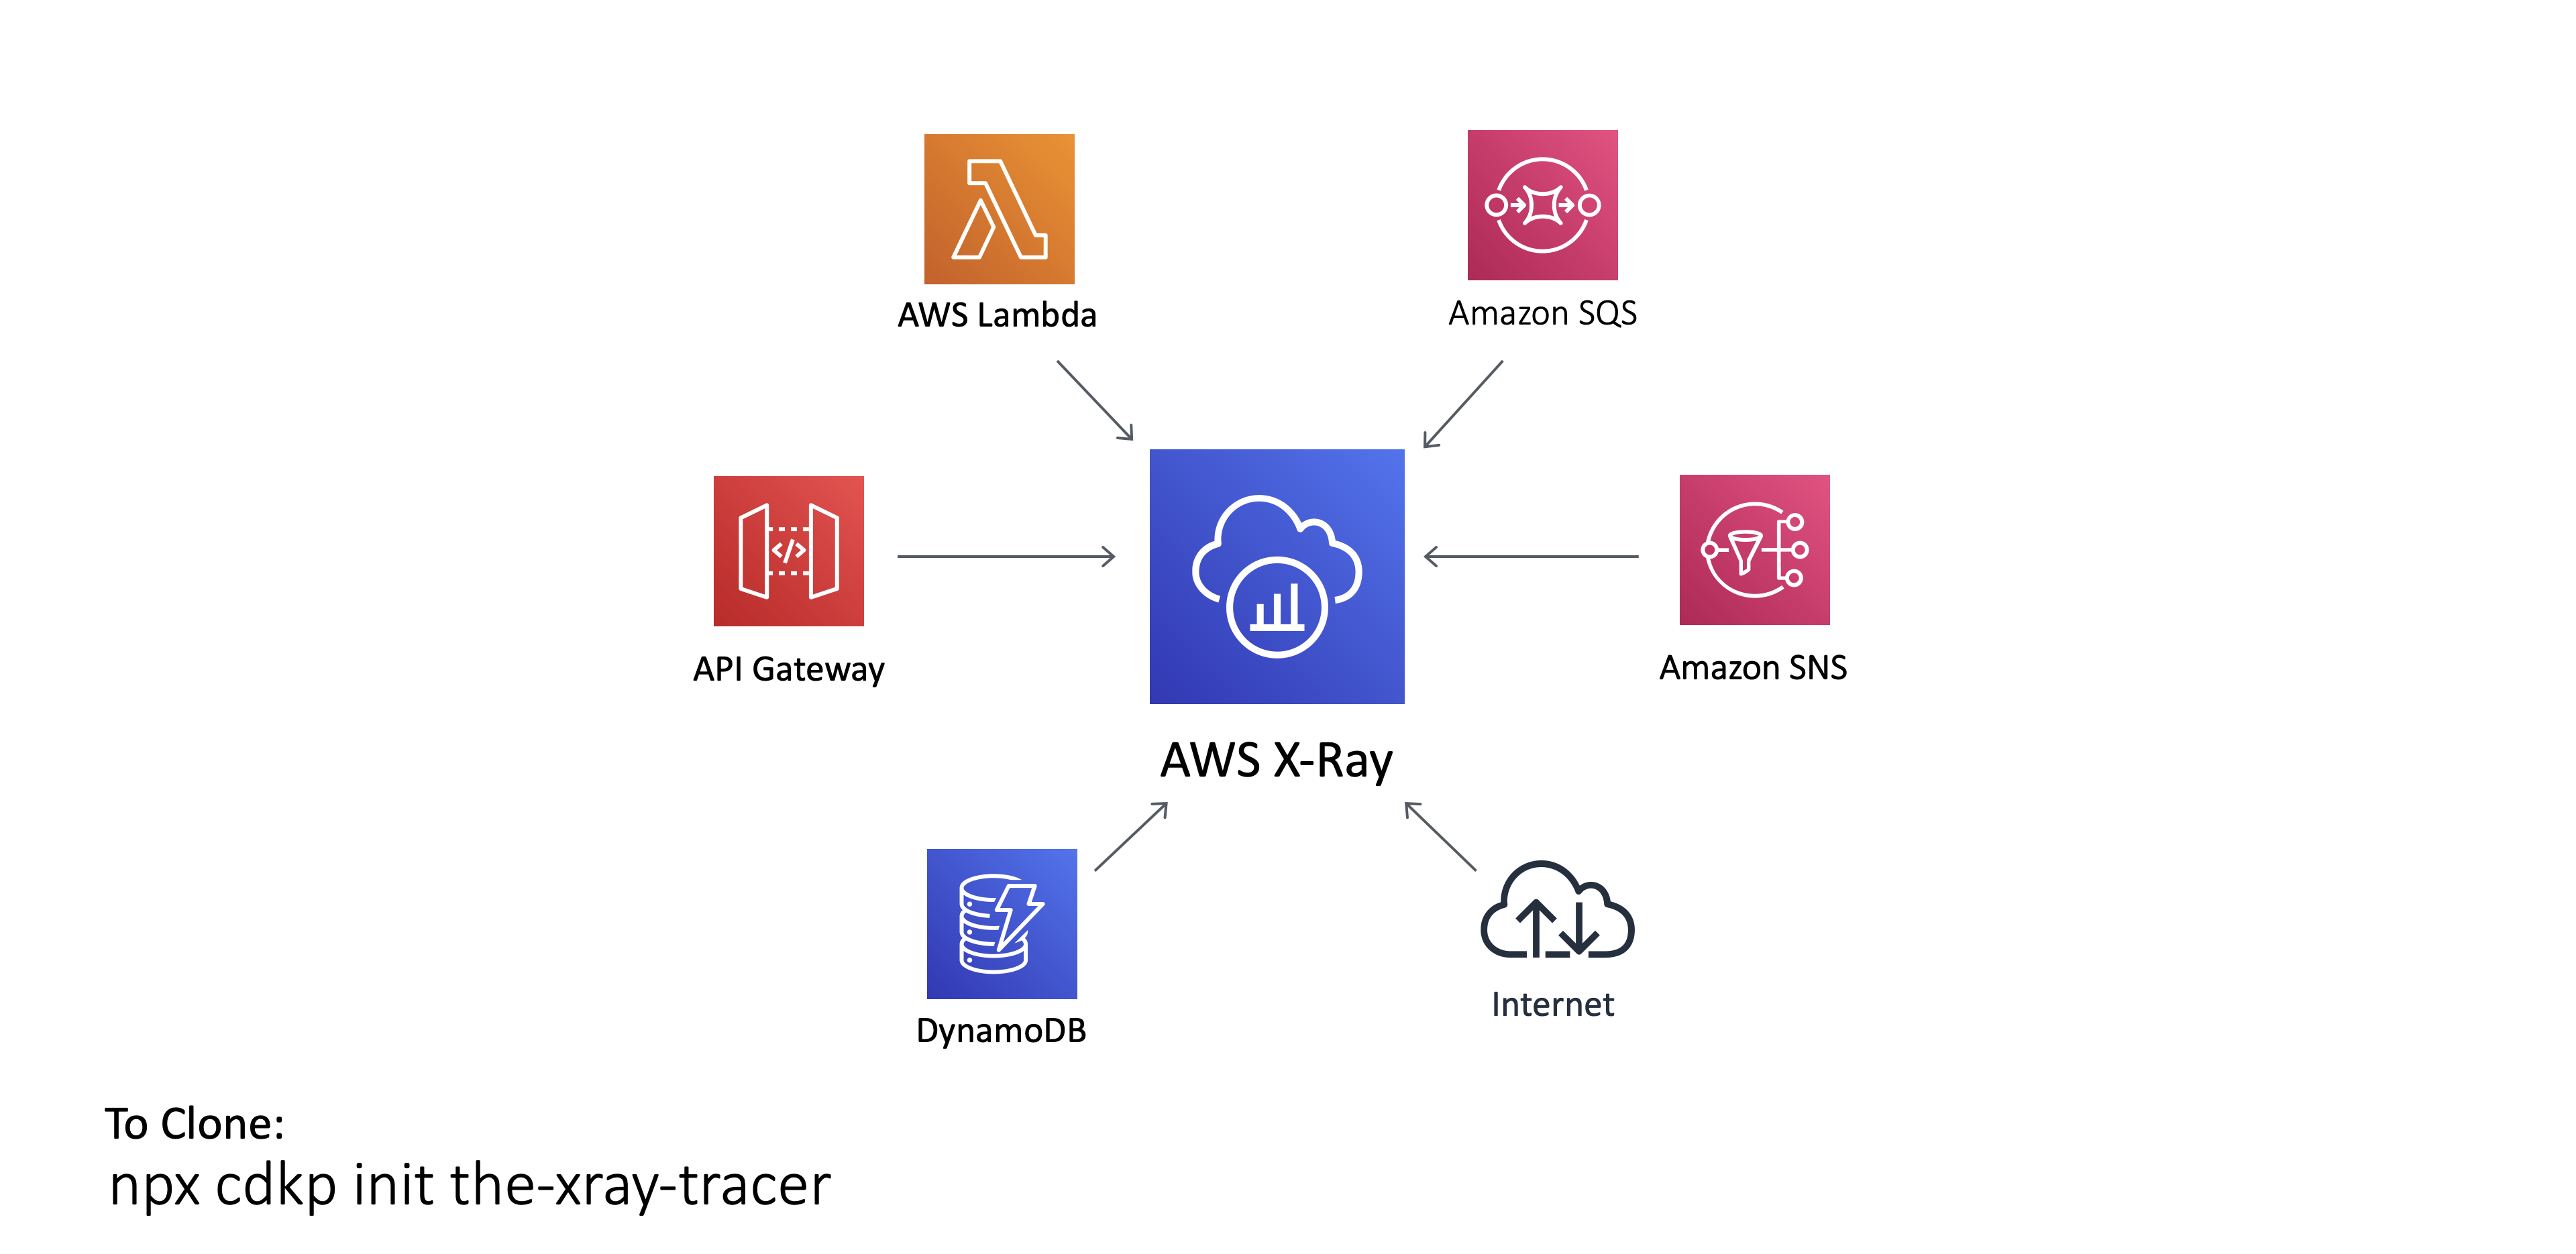 AWS Lambda
Amazon SQS
</>
API Gateway
Amazon SNS
AWS X-Ray
DynamoDB
Internet
To Clone:
npx cdkp init the-xray-tracer